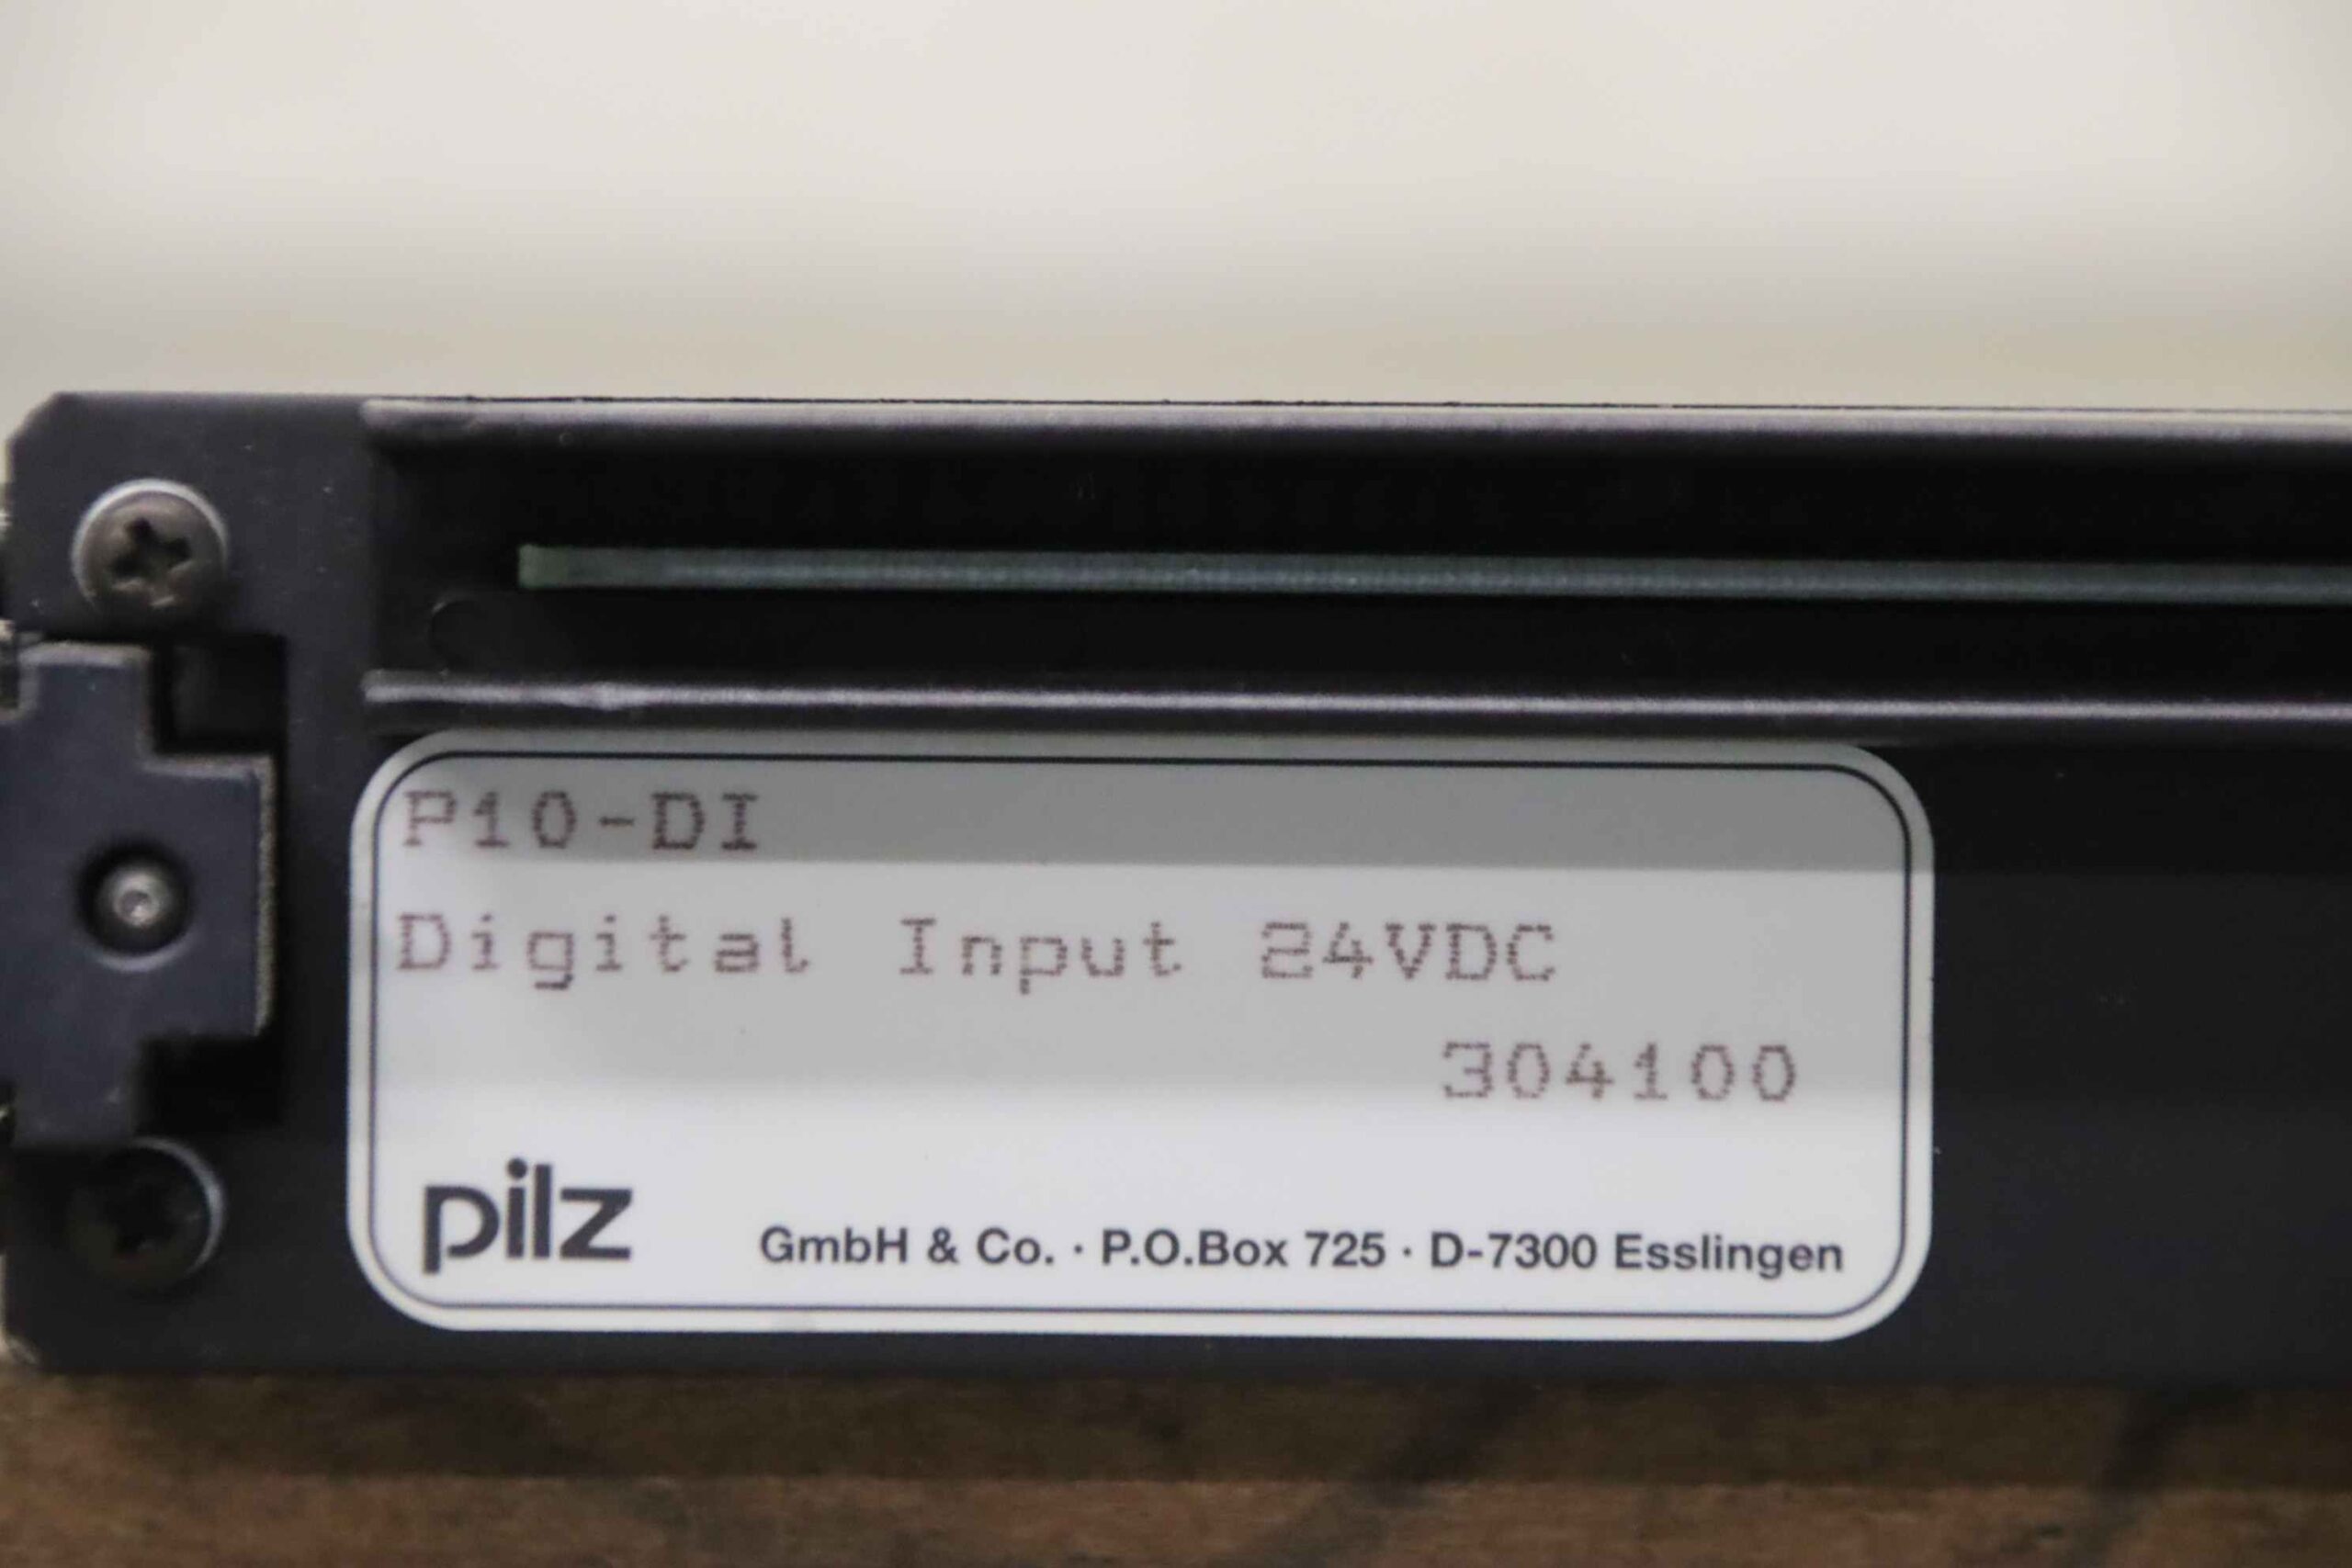 P10-DI
Digital Input 24VDC
304100
pilz GmbH & Co. · P.O.Box 725 · D-7300 Esslingen